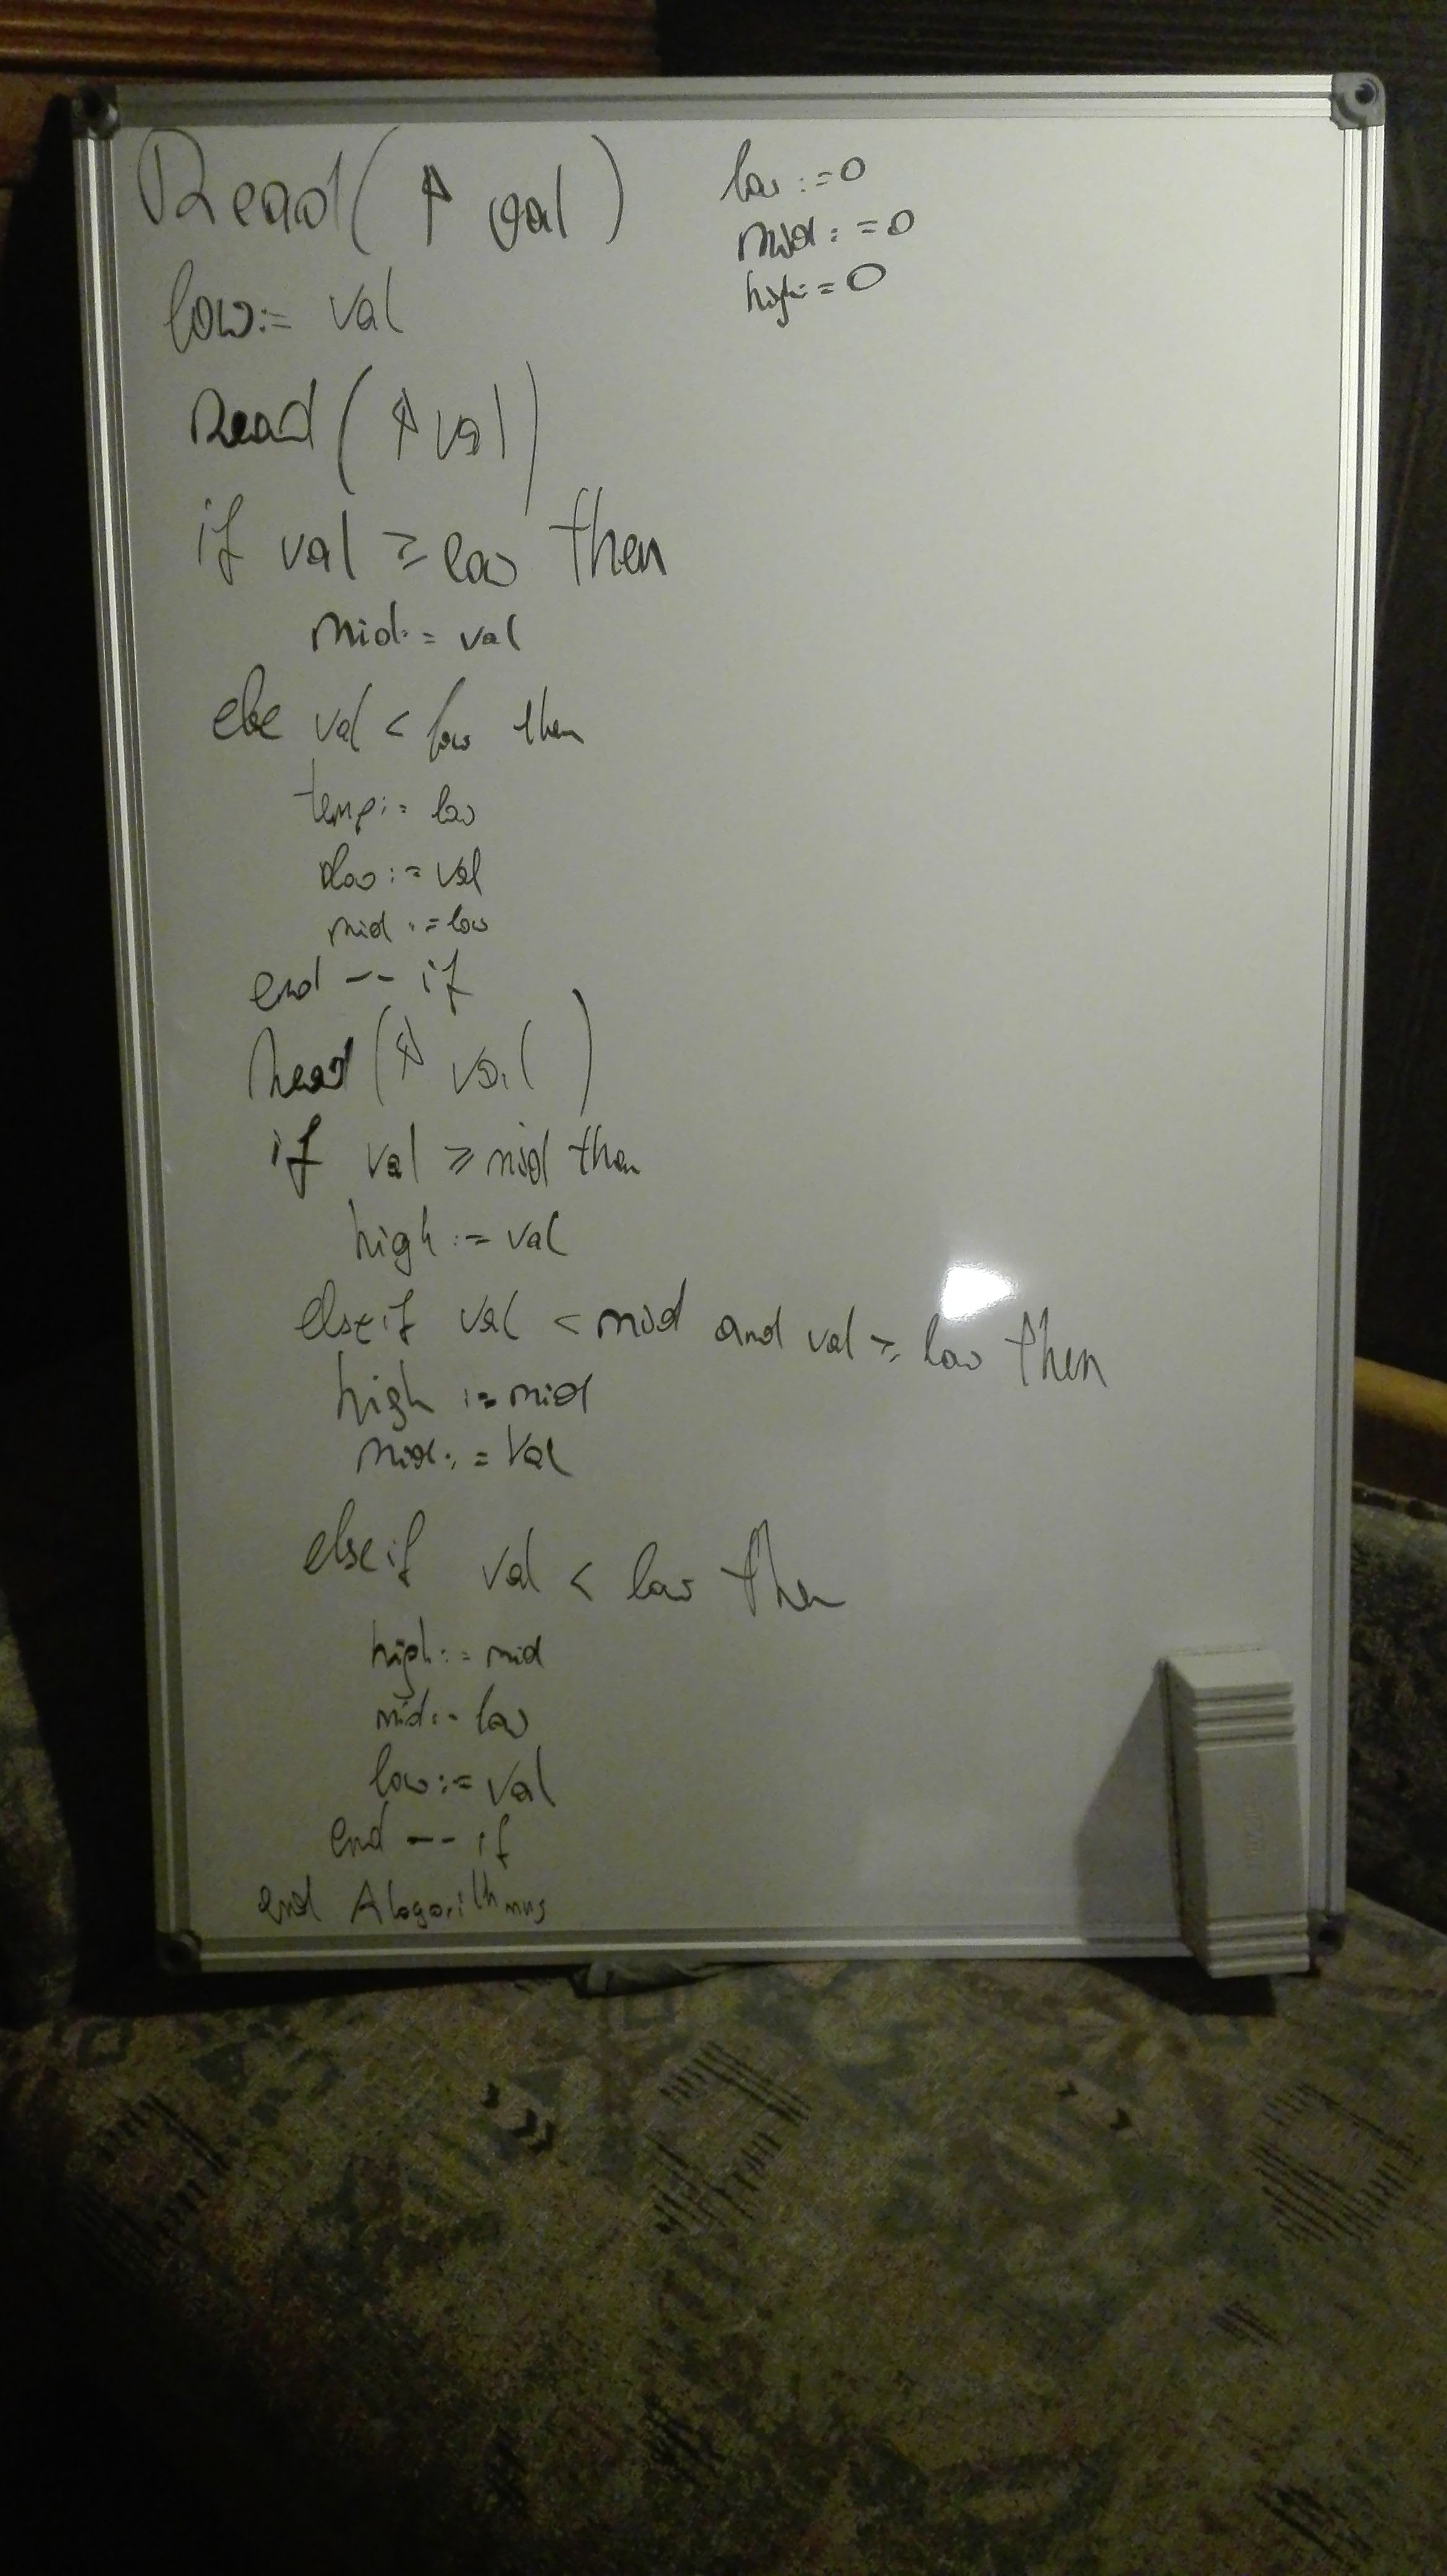 Read(↑ val)
low:= val
Read(↑ val)
if val ≥ low then
mid:= val
else val < low then
temp:= low
low := val
mid := low
end -- if
Read(↑ val)
if val ≥ mid then
high := val
elseif val < mid and val ≥ low then
high := mid
mid:= val
elseif val < low then
high:= mid
mid:= low
low:= val
end -- if
end Alogorithmus
low :=0
mid:=0
high:=0